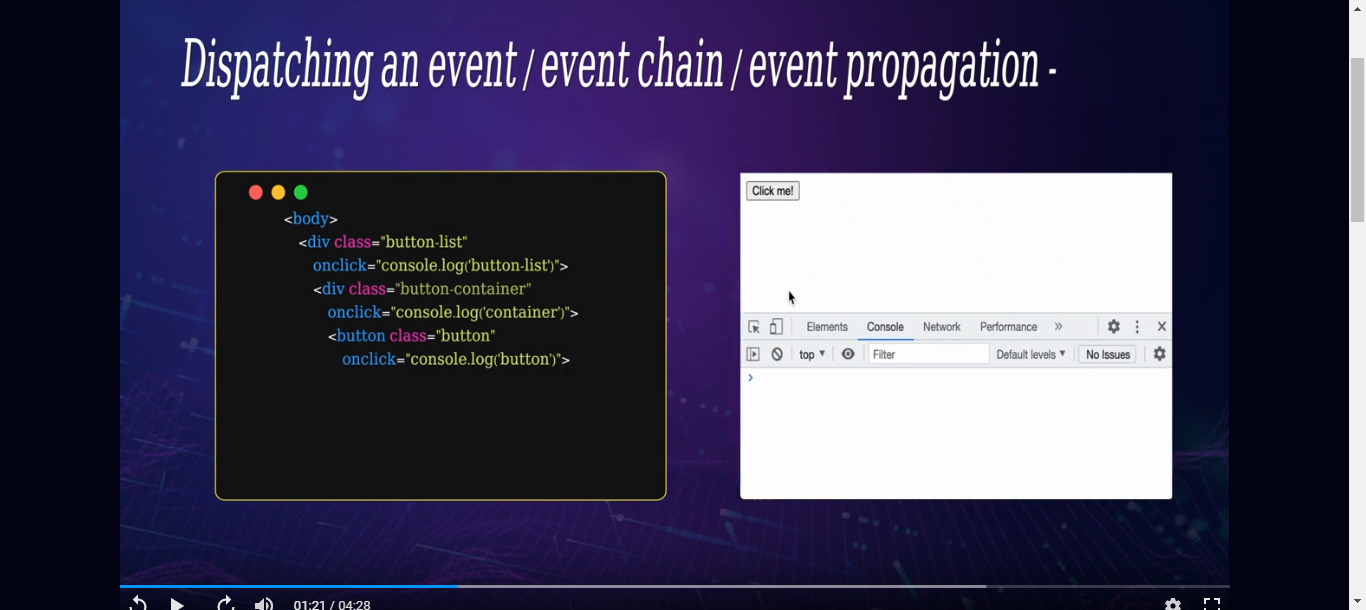 Dispatching an event / event chain / event propagation -
<body>
<div class="button-list"
onclick="console.log('button-list')">
<div class="button-container"
onclick="console.log('container')">
<button class="button"
onclick="console.log('button')">
Click me!
Elements Console Network Performance »
top ▼ Filter Default levels ▼ No Issues
›
01:21 / 04:28